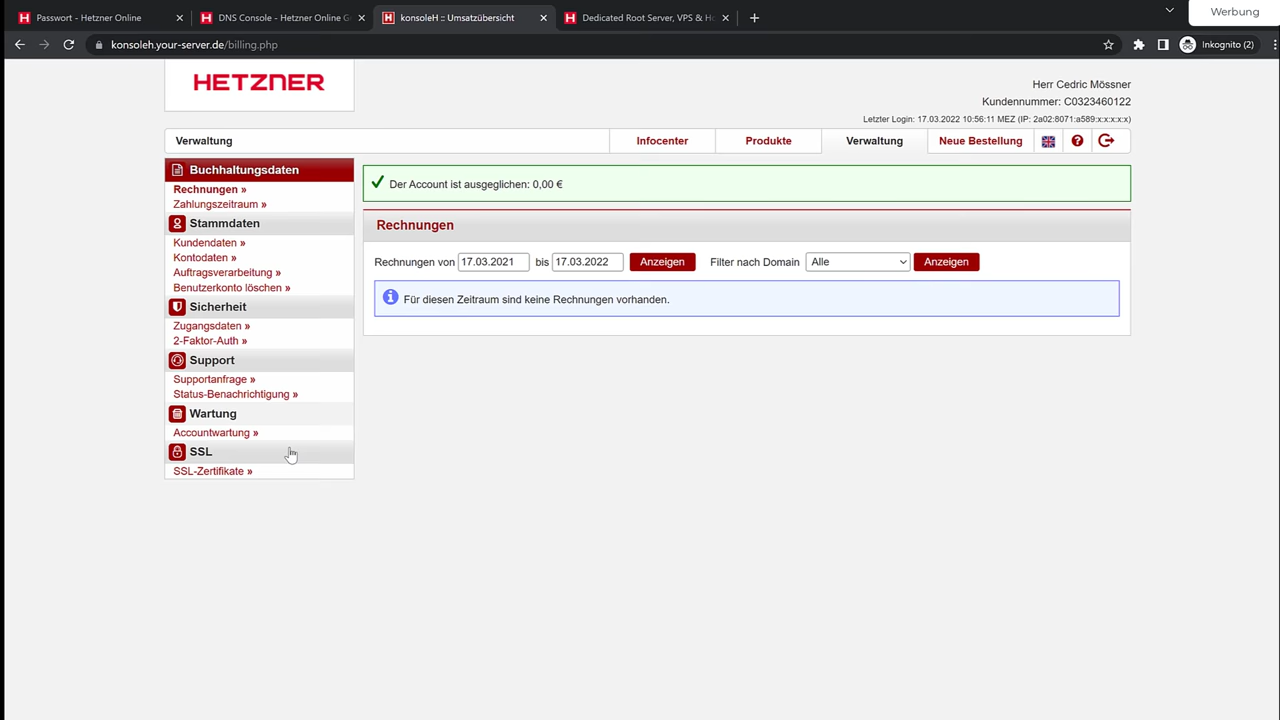 Werbung
Passwort - Hetzner Online
DNS Console - Hetzner Online G
konsoleH :: Umsatzübersicht
Dedicated Root Server, VPS & H
konsoleh.your-server.de/billing.php
Inkognito (2)
HETZNER
Herr Cedric Mössner
Kundennummer: C0323460122
Letzter Login: 17.03.2022 10:56:11 MEZ (IP: 2a02:8071:a589:x:x:x:x:x)
Verwaltung
Infocenter
Produkte
Verwaltung
Neue Bestellung
Buchhaltungsdaten
Rechnungen »
Zahlungszeitraum »
Stammdaten
Kundendaten »
Kontodaten »
Auftragsverarbeitung »
Benutzerkonto löschen »
Sicherheit
Zugangsdaten »
2-Faktor-Auth »
Support
Supportanfrage »
Status-Benachrichtigung »
Wartung
Accountwartung »
SSL
SSL-Zertifikate »
Der Account ist ausgeglichen: 0,00 €
Rechnungen
Rechnungen von 17.03.2021 bis 17.03.2022 Anzeigen Filter nach Domain Alle Anzeigen
Für diesen Zeitraum sind keine Rechnungen vorhanden.